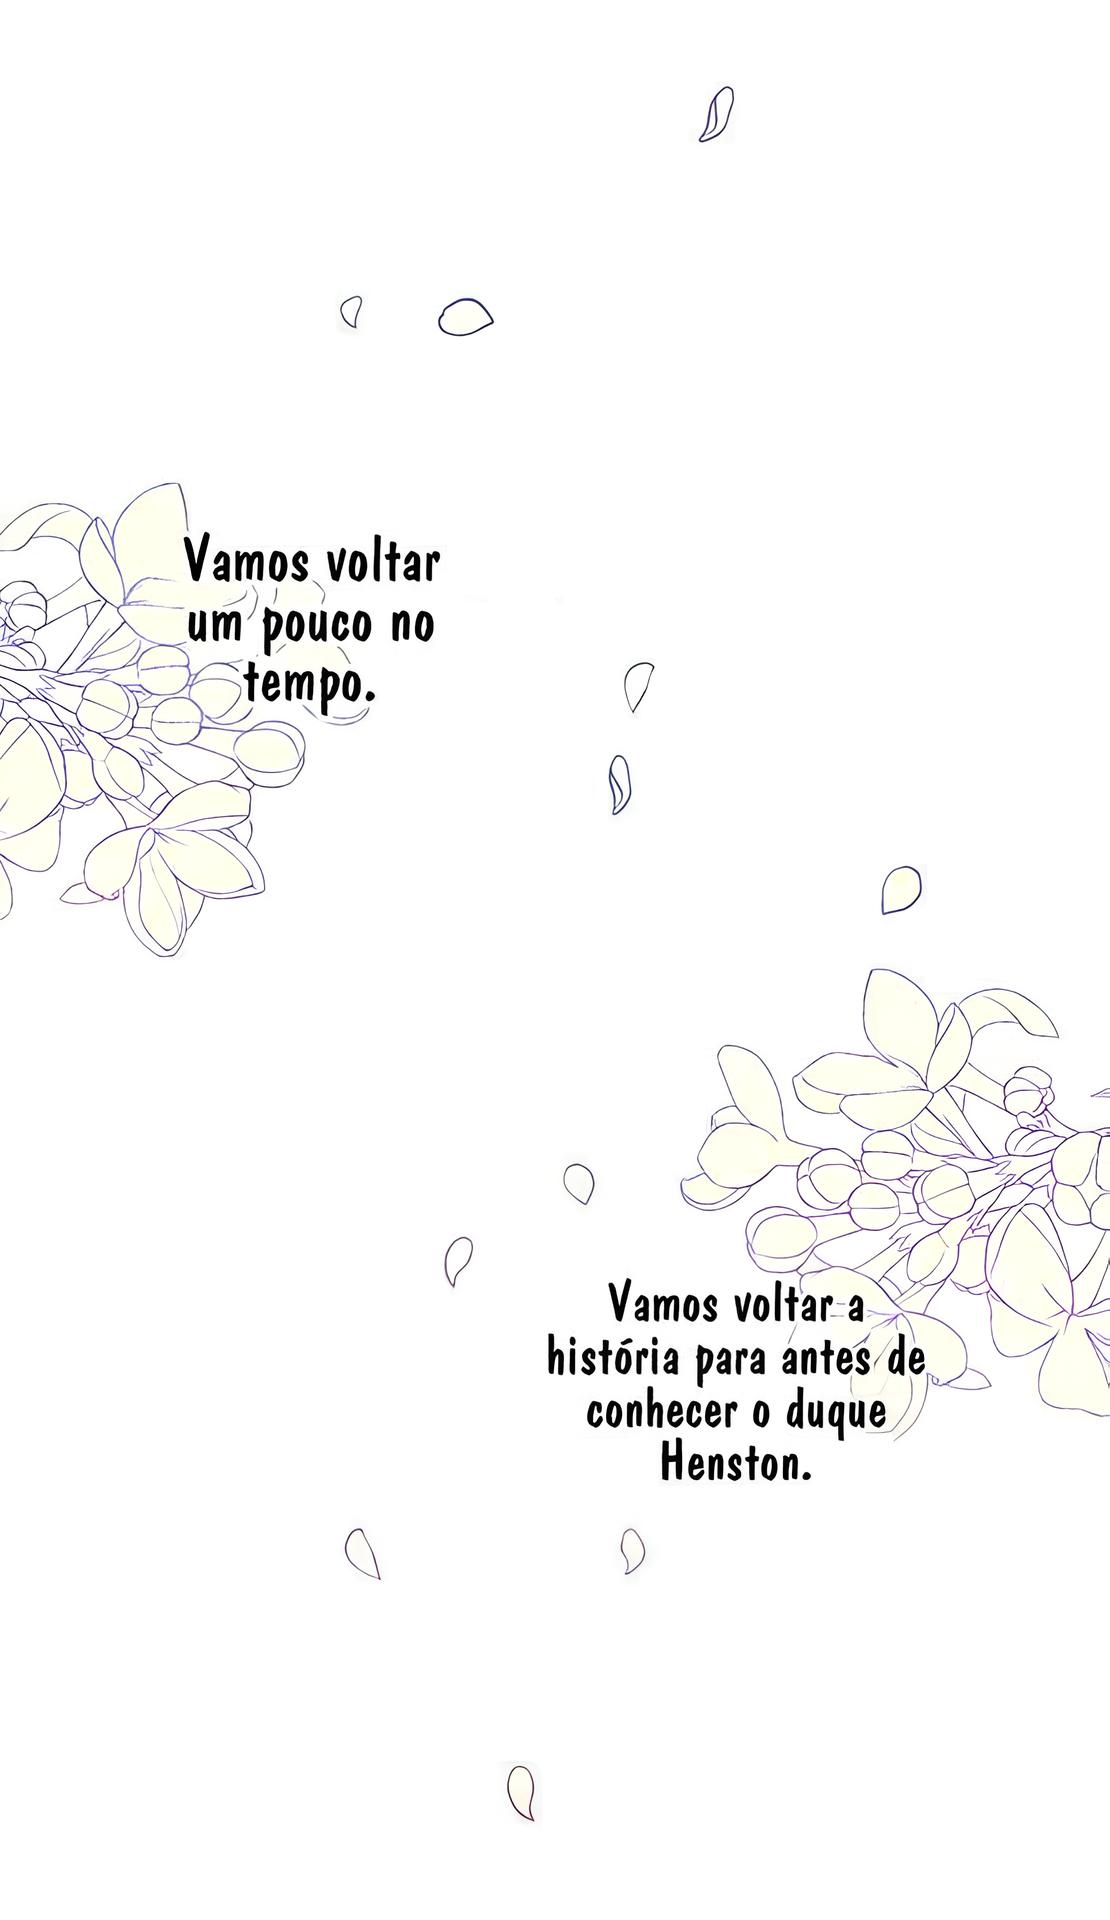 Vamos voltar
um pouco no
tempo.
Vamos voltar a
história para antes de
conhecer o duque
Henston.